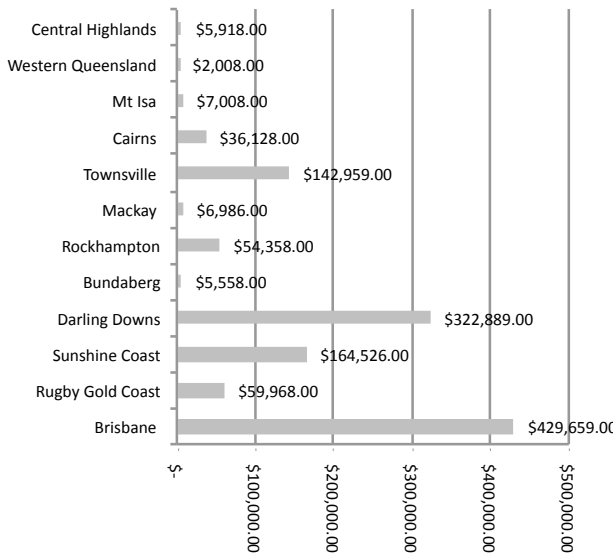 Central Highlands $5,918.00
Western Queensland $2,008.00
Mt Isa $7,008.00
Cairns $36,128.00
Townsville $142,959.00
Mackay $6,986.00
Rockhampton $54,358.00
Bundaberg $5,558.00
Darling Downs $322,889.00
Sunshine Coast $164,526.00
Rugby Gold Coast $59,968.00
Brisbane $429,659.00
$-
$100,000.00
$200,000.00
$300,000.00
$400,000.00
$500,000.00